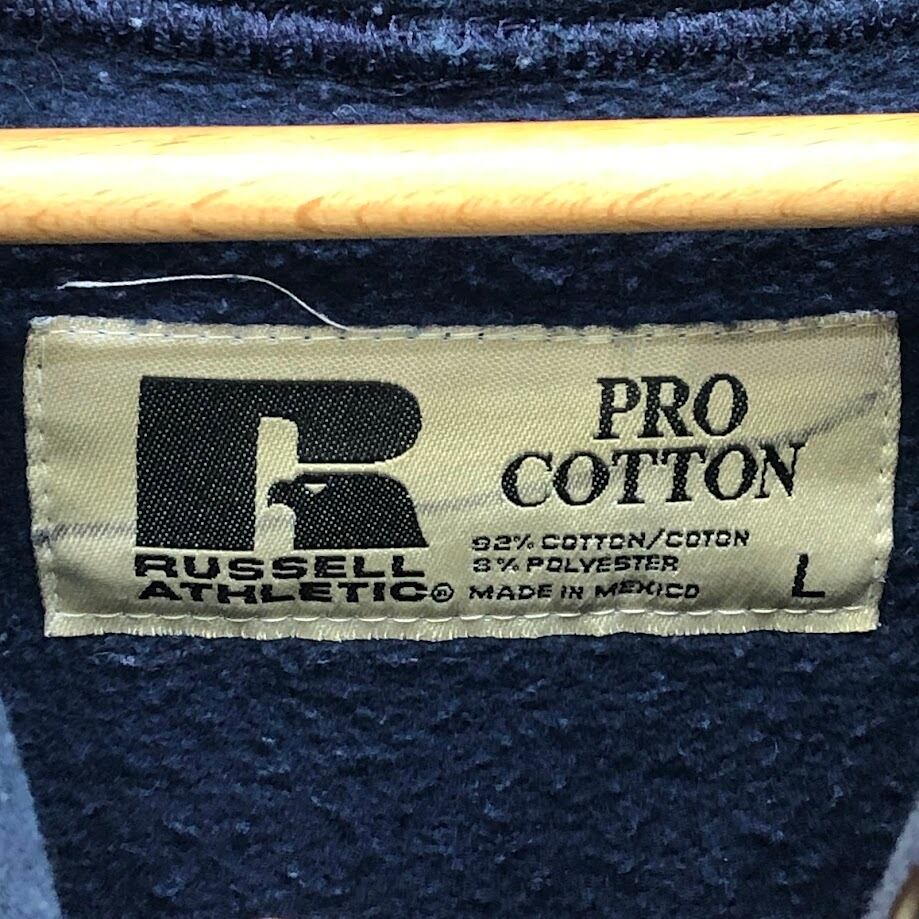 PRO
COTTON
92% COTTON/COTON
8% POLYESTER
MADE IN MEXICO
L
RUSSELL
ATHLETIC®